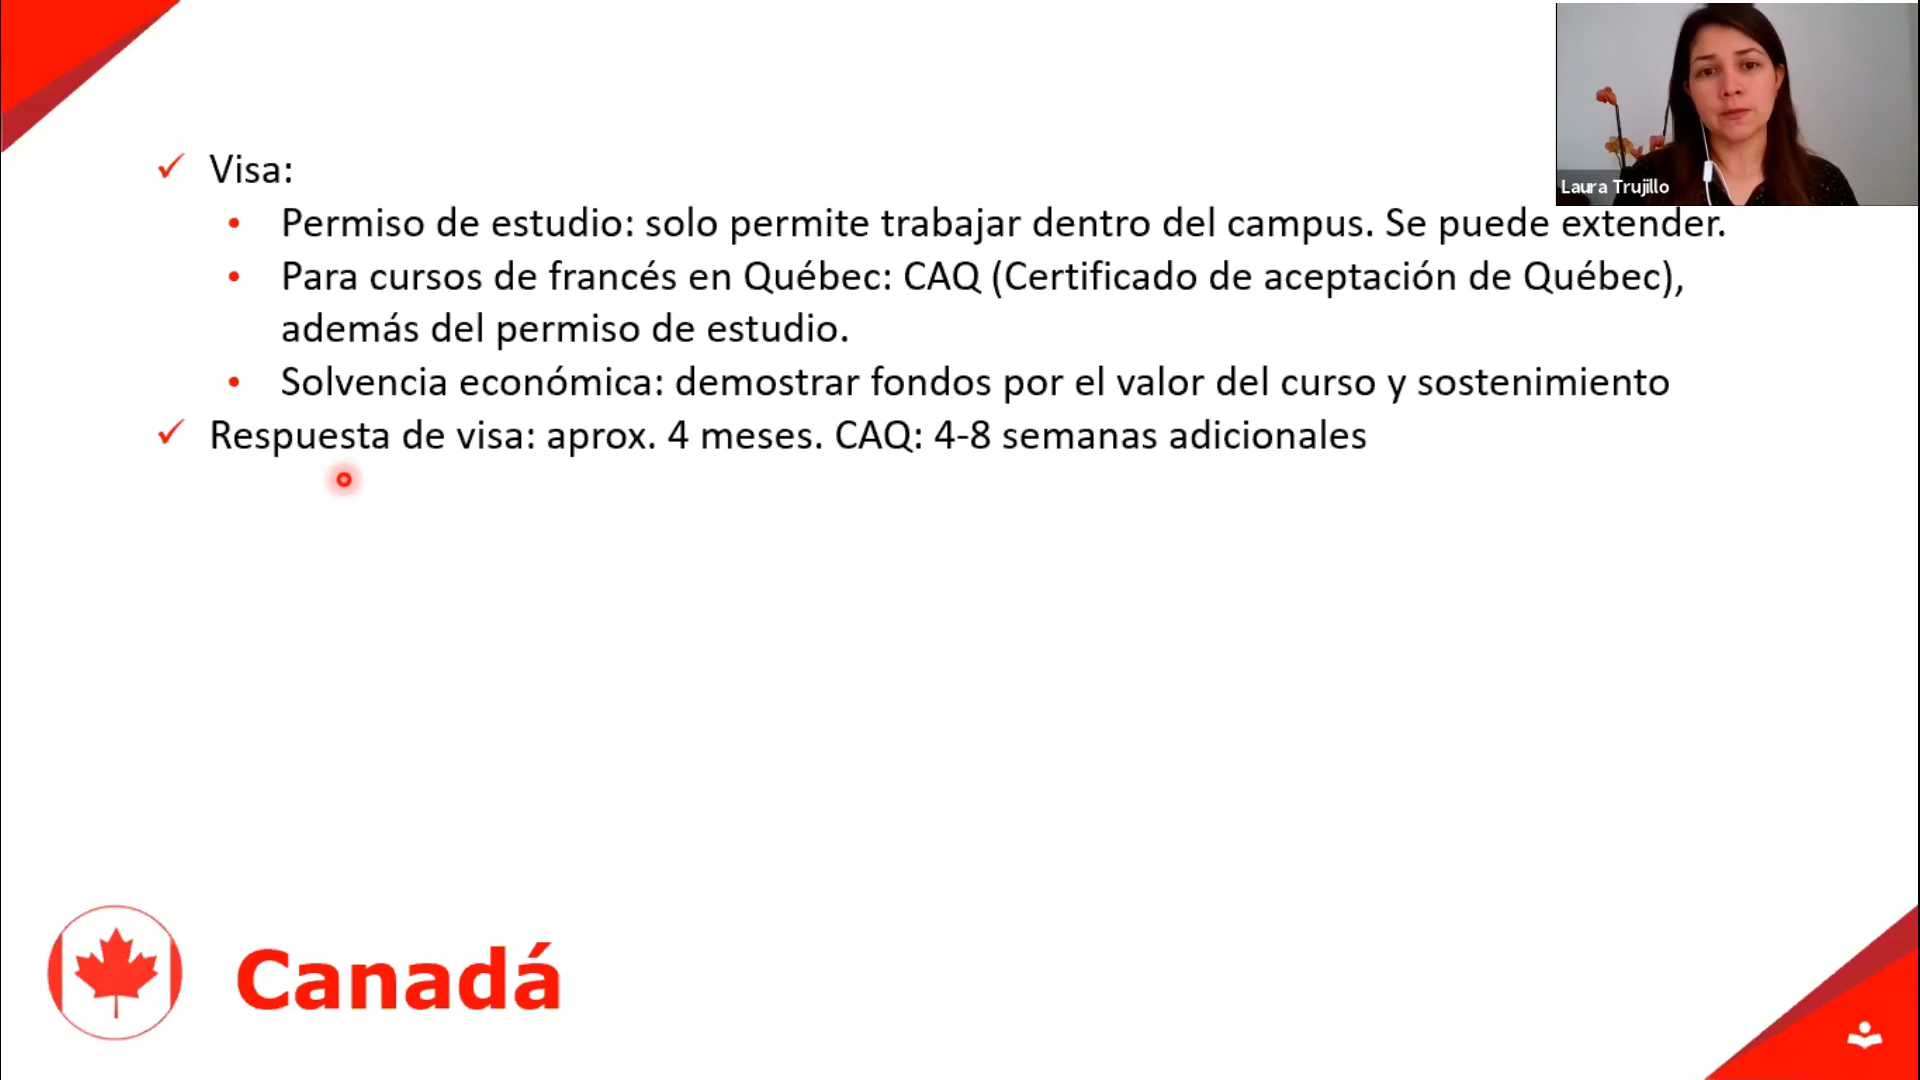 Laura Trujillo
Visa:
Permiso de estudio: solo permite trabajar dentro del campus. Se puede extender.
Para cursos de francés en Québec: CAQ (Certificado de aceptación de Québec),
además del permiso de estudio.
Solvencia económica: demostrar fondos por el valor del curso y sostenimiento
Respuesta de visa: aprox. 4 meses. CAQ: 4-8 semanas adicionales
Canadá